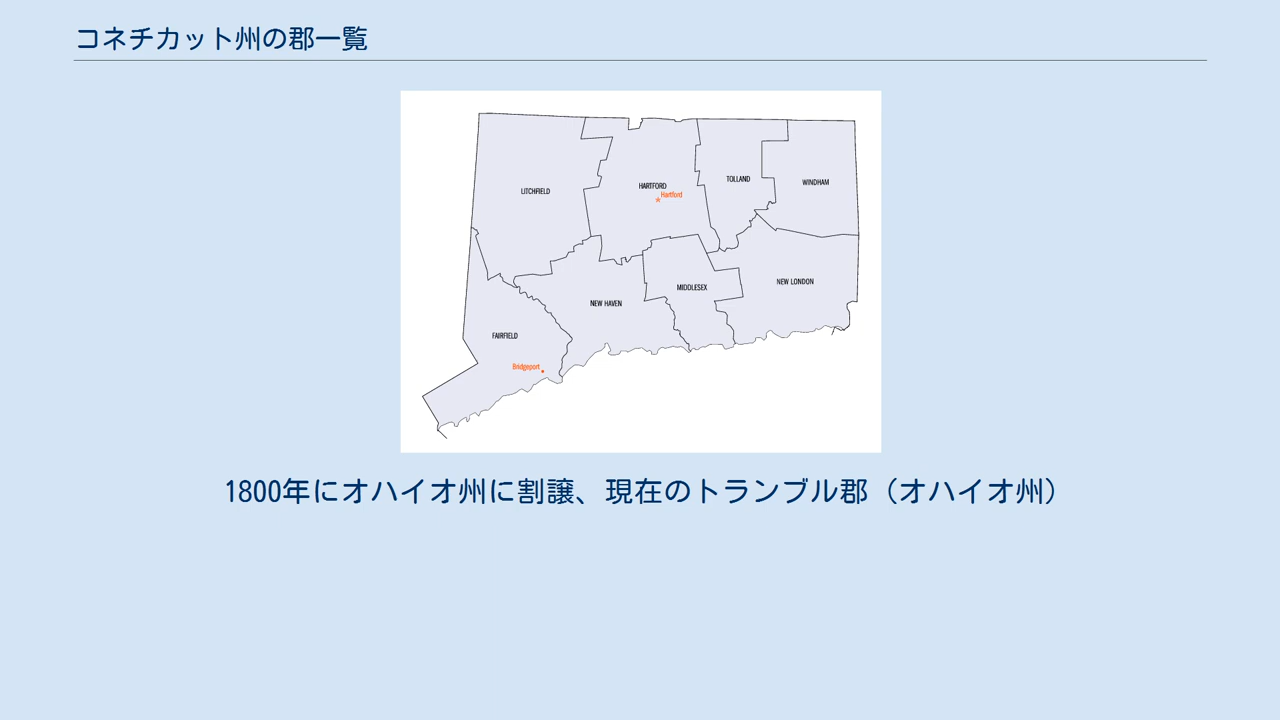 コネチカット州の郡一覧
LITCHFIELD
HARTFORD
Hartford
TOLLAND
WINDHAM
NEW HAVEN
MIDDLESEX
NEW LONDON
FAIRFIELD
Bridgeport
1800年にオハイオ州に割譲、現在のトランブル郡（オハイオ州）